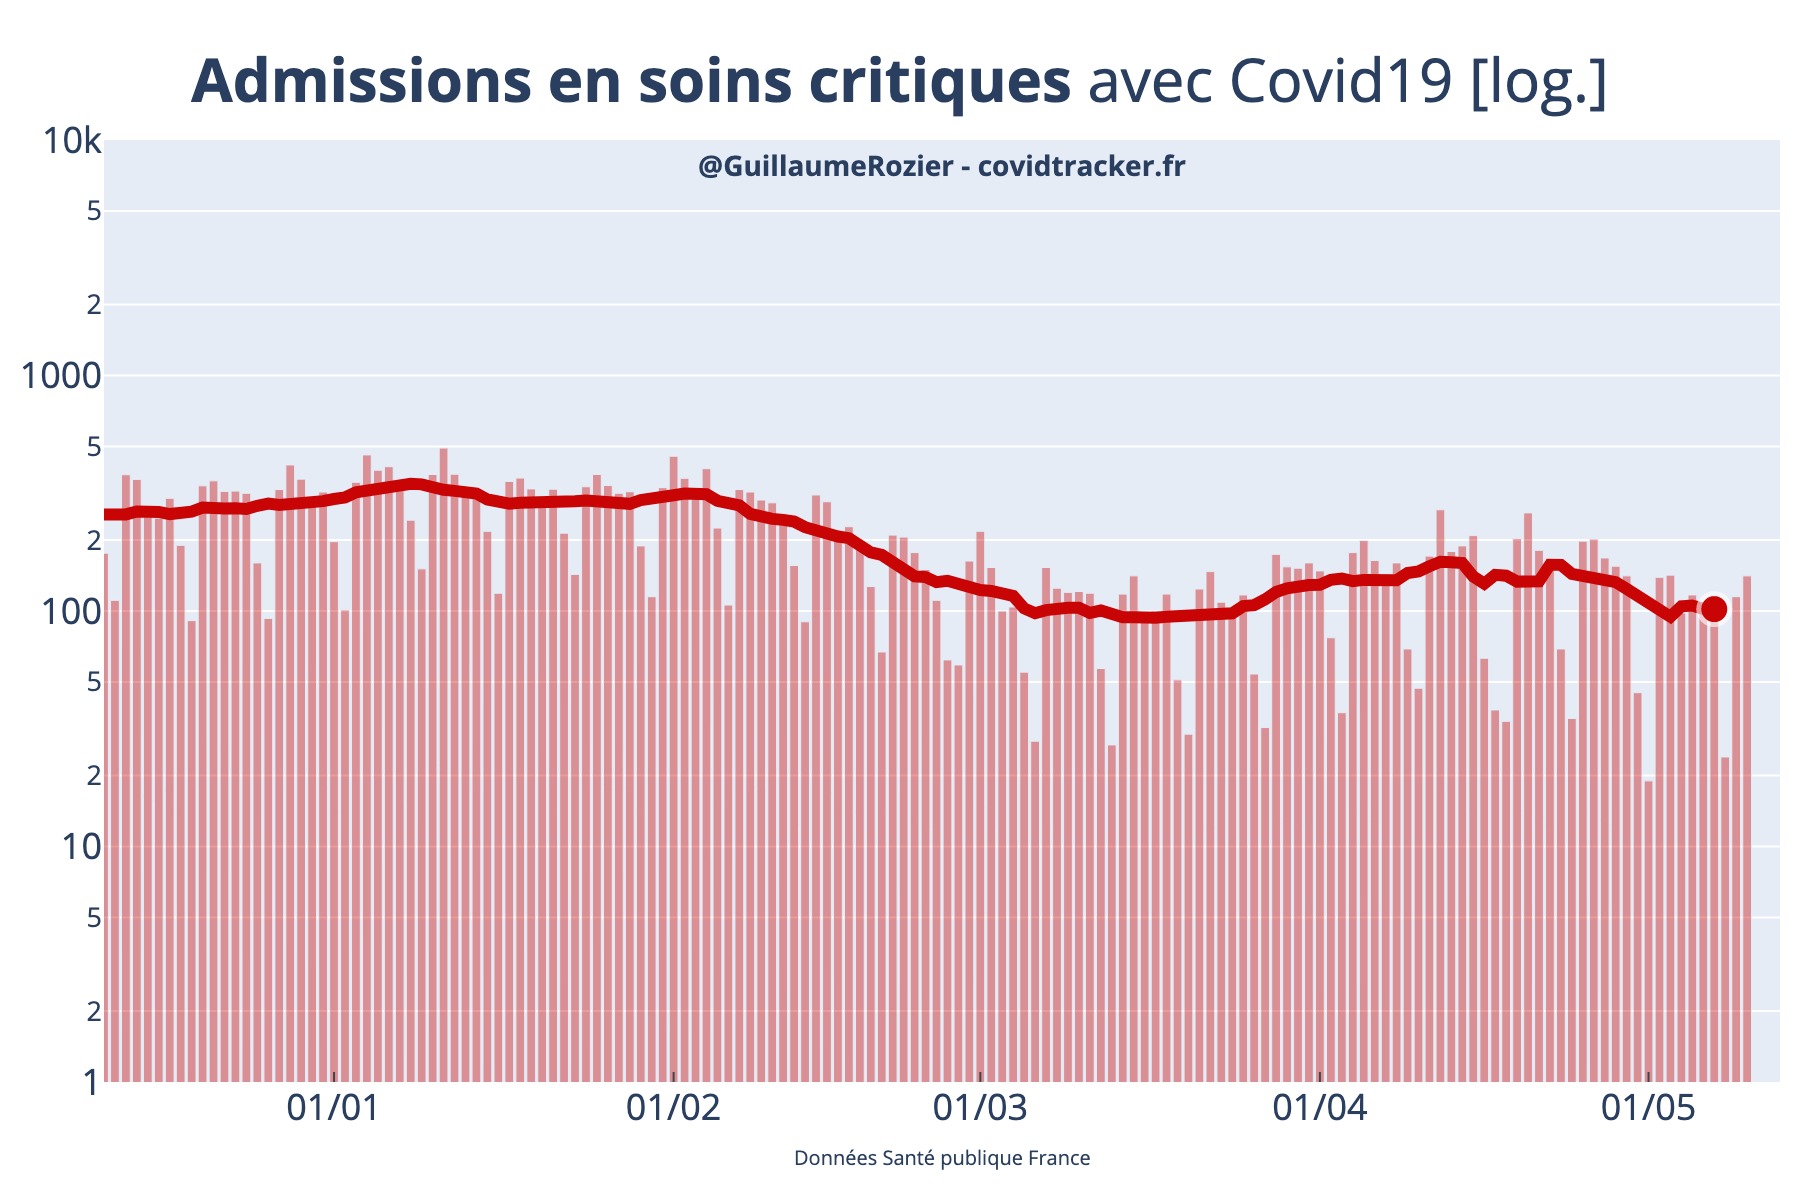 Admissions en soins critiques avec Covid19 [log.]
@GuillaumeRozier - covidtracker.fr
10k
5
2
1000
5
2
100
5
2
10
5
2
1
01/01 01/02 01/03 01/04 01/05
Données Santé publique France